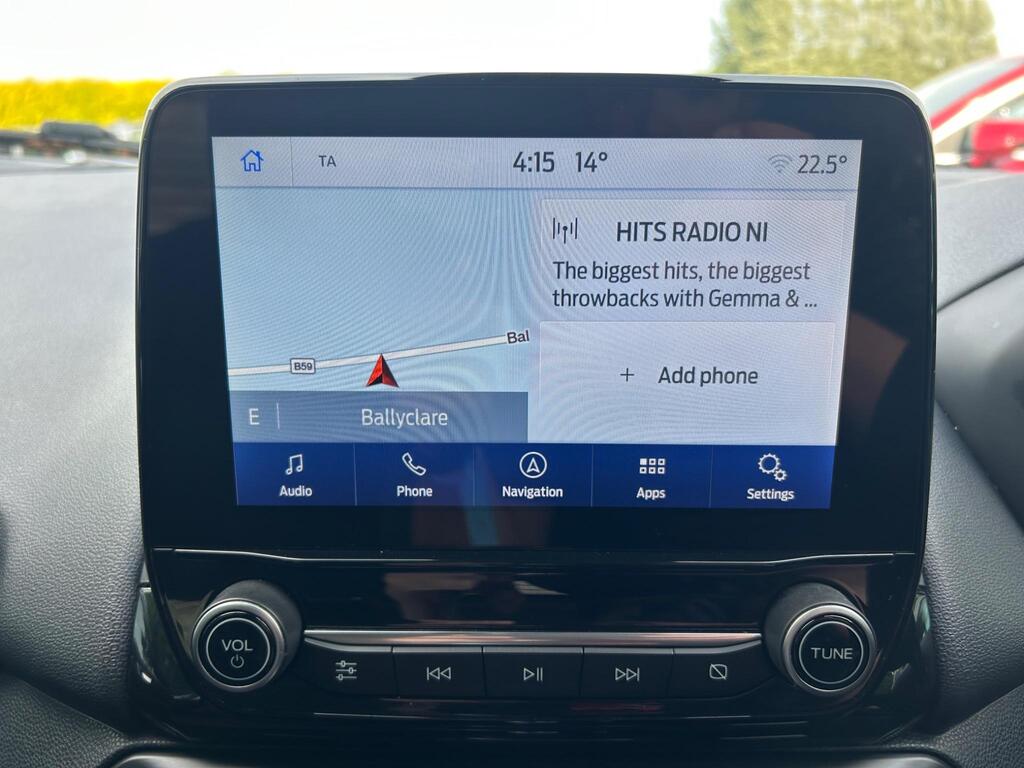 TA
4:15 14°
22.5°
HITS RADIO NI
The biggest hits, the biggest
throwbacks with Gemma & ...
Bal
B59
+ Add phone
E
Ballyclare
Audio
Phone
Navigation
Apps
Settings
VOL
TUNE